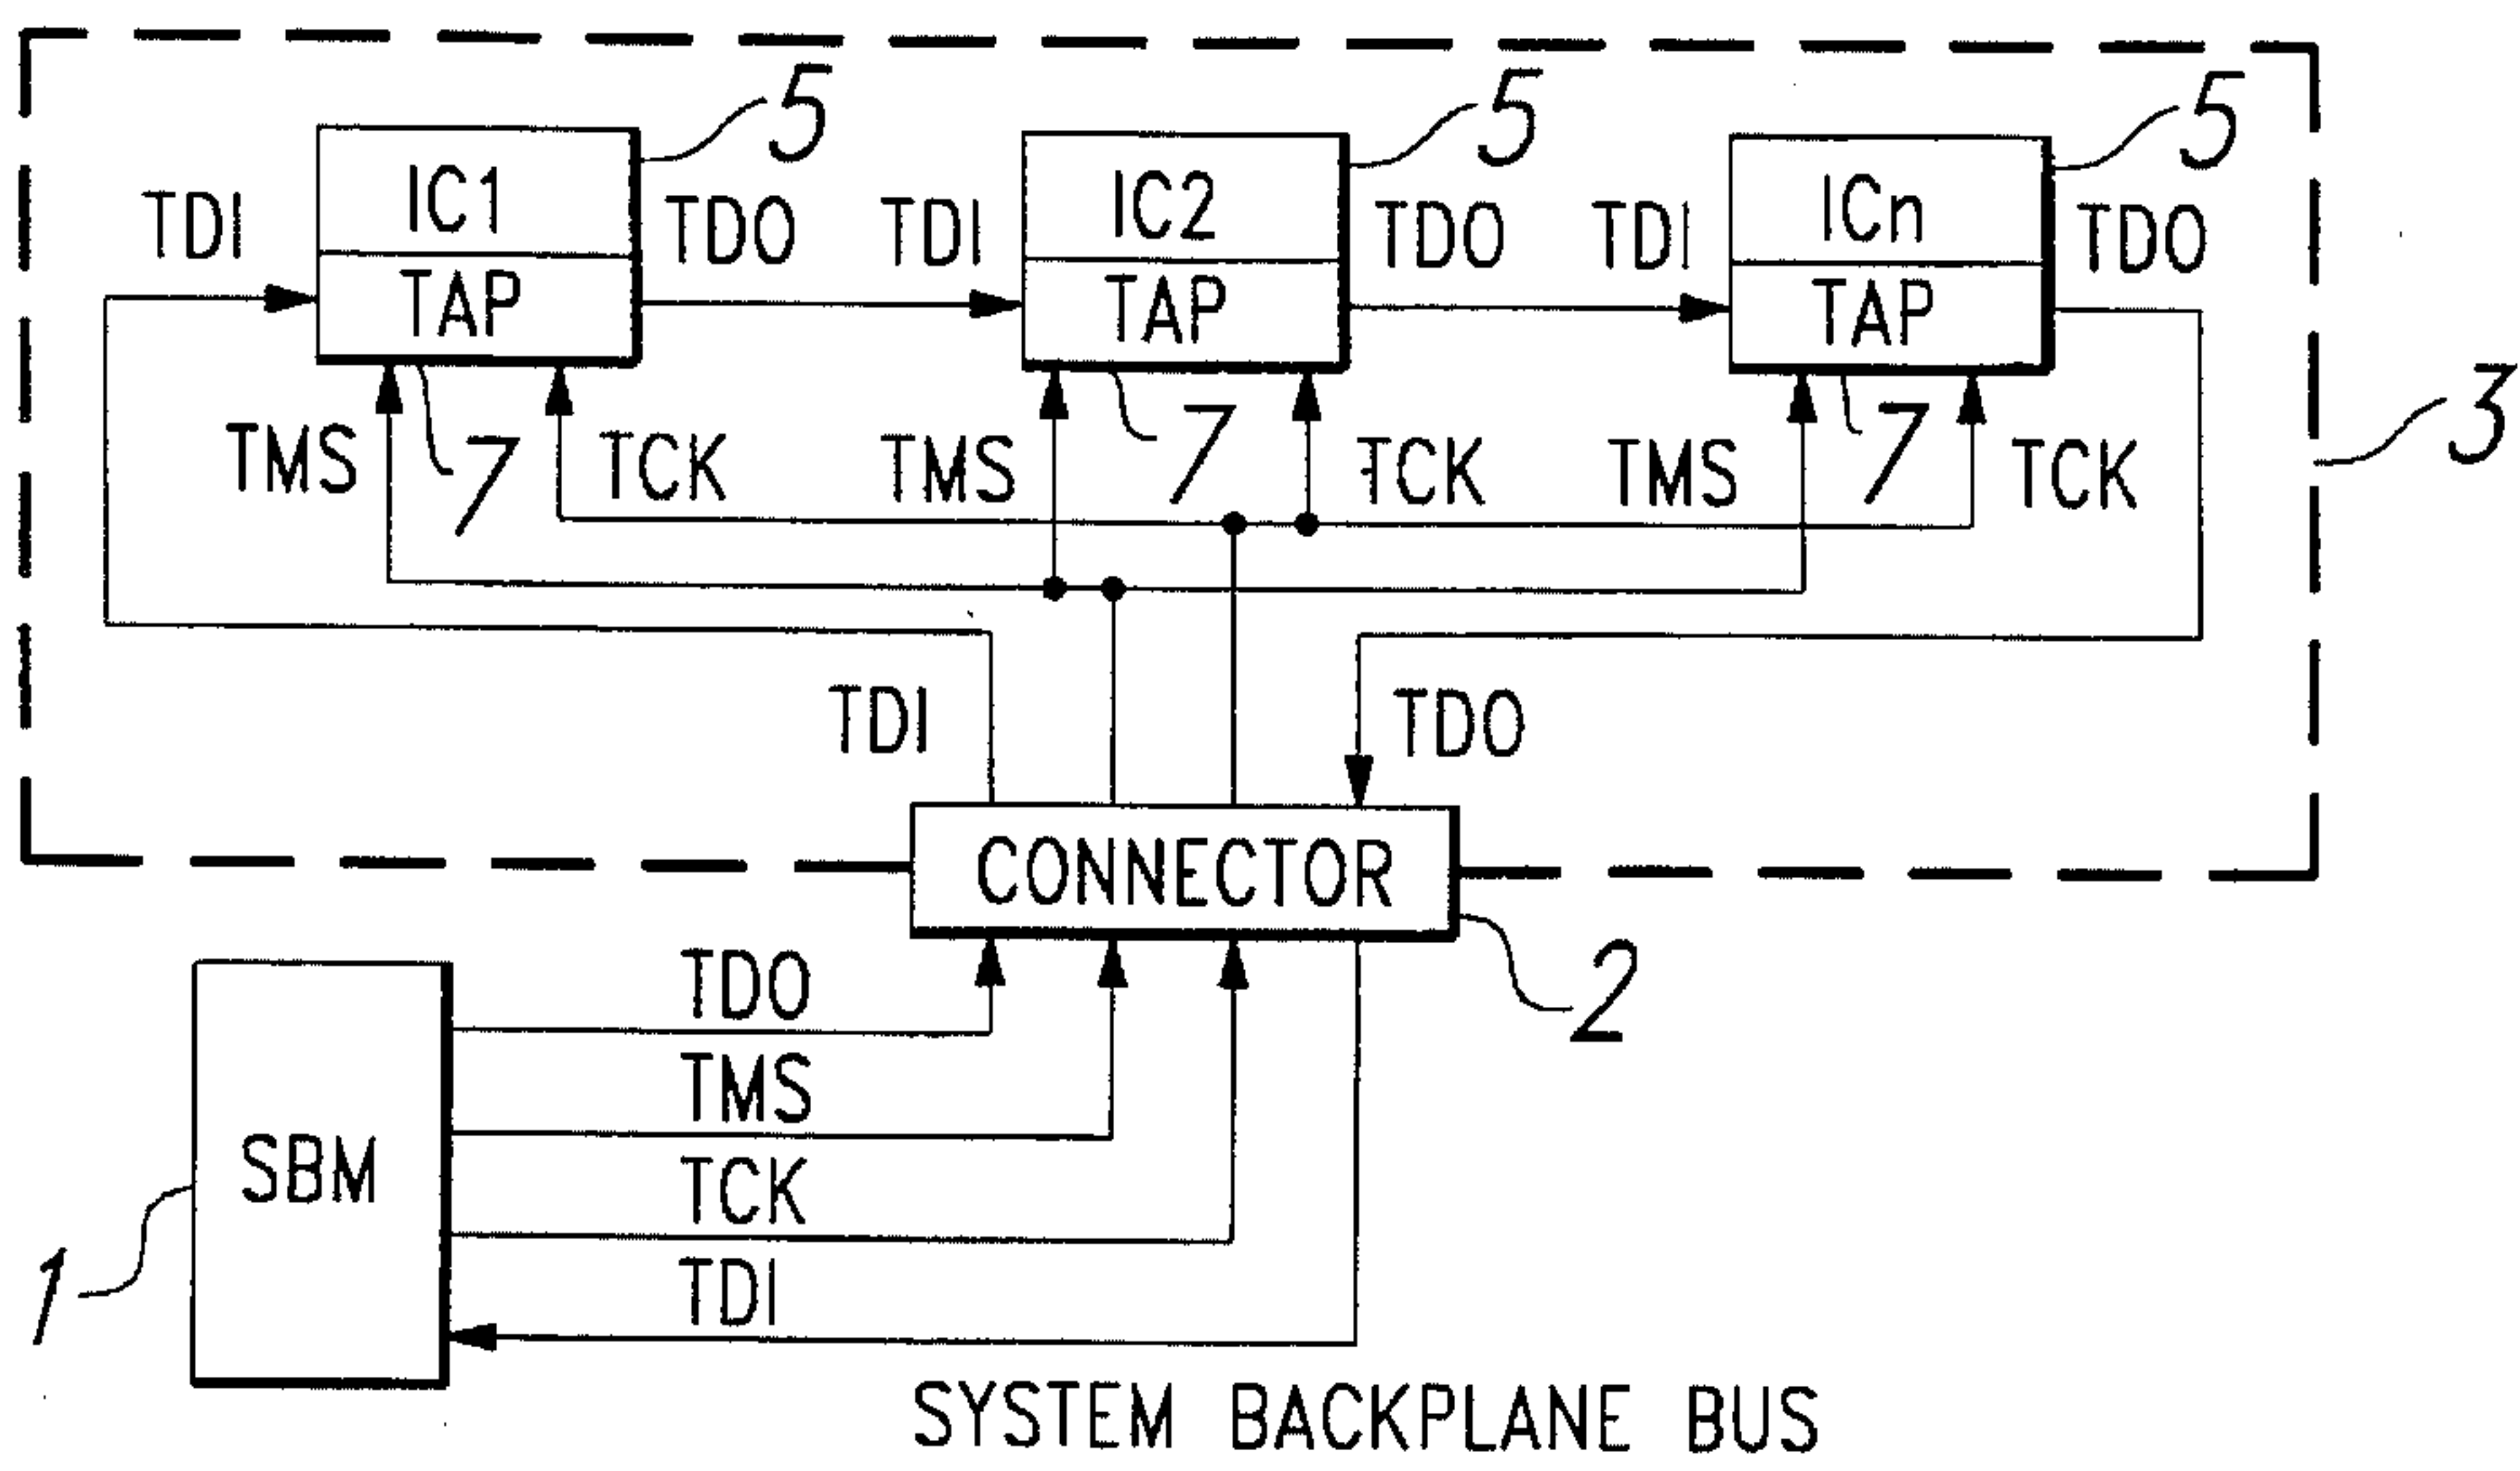 5
5
5
IC1
IC2
ICn
TDI
TDO
TDI
TDO
TDI
TDO
TAP
TAP
TAP
3
TMS
7
TCK
TMS
7
TCK
TMS
7
TCK
TDI
TDO
CONNECTOR
2
TDO
TMS
SBM
TCK
1
TDI
SYSTEM BACKPLANE BUS